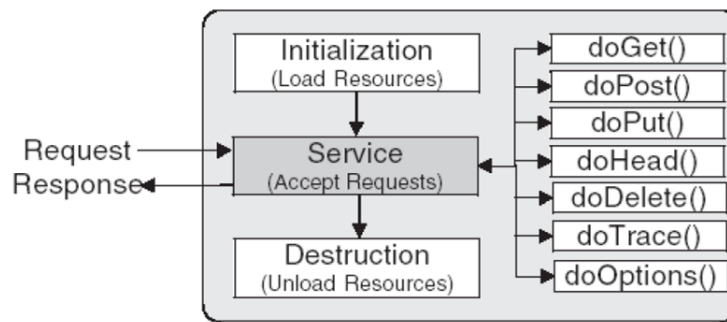 Initialization
(Load Resources)
Request
Response
Service
(Accept Requests)
Destruction
(Unload Resources)
doGet()
doPost()
doPut()
doHead()
doDelete()
doTrace()
doOptions()